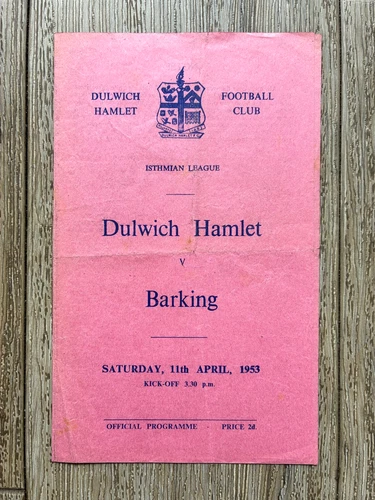 DULWICH HAMLET
FOOTBALL CLUB
ISTHMIAN LEAGUE
Dulwich Hamlet
v
Barking
SATURDAY, 11th APRIL, 1953
KICK-OFF 3.30 p.m.
OFFICIAL PROGRAMME - PRICE 2d.